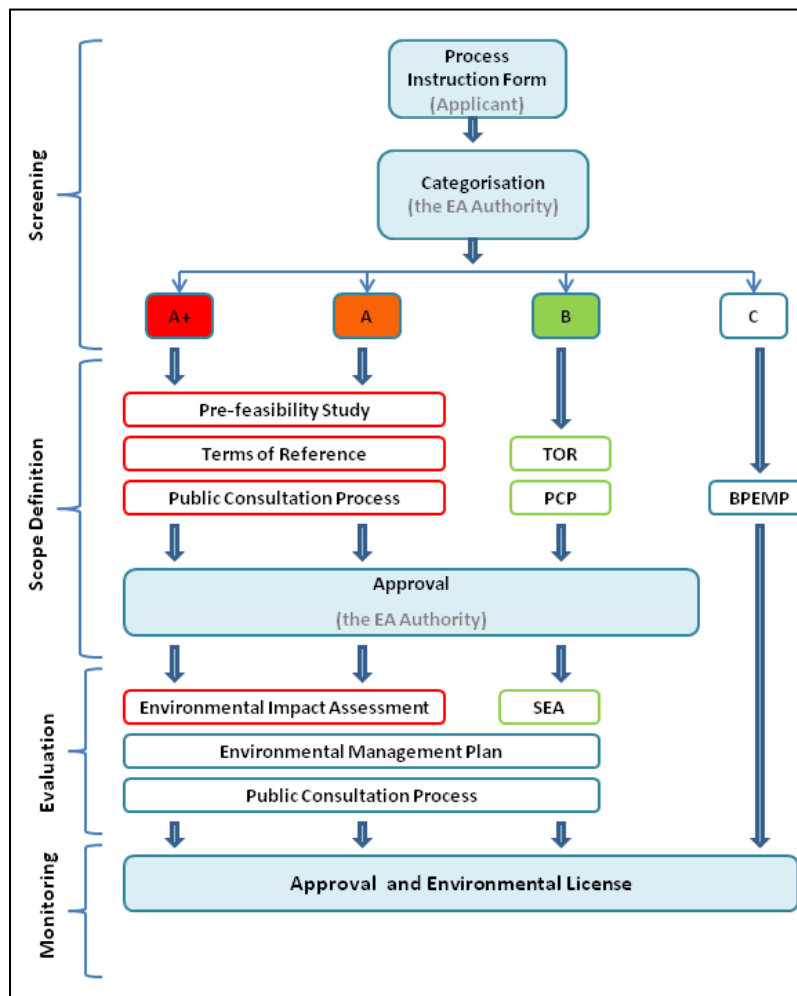 Process
Instruction Form
(Applicant)
Categorisation
(the EA Authority)
Screening
A+
A
B
C
Pre-feasibility Study
Terms of Reference
TOR
Public Consultation Process
PCP
BPEMP
Scope Definition
Approval
(the EA Authority)
Environmental Impact Assessment
SEA
Environmental Management Plan
Public Consultation Process
Evaluation
Approval and Environmental License
Monitoring